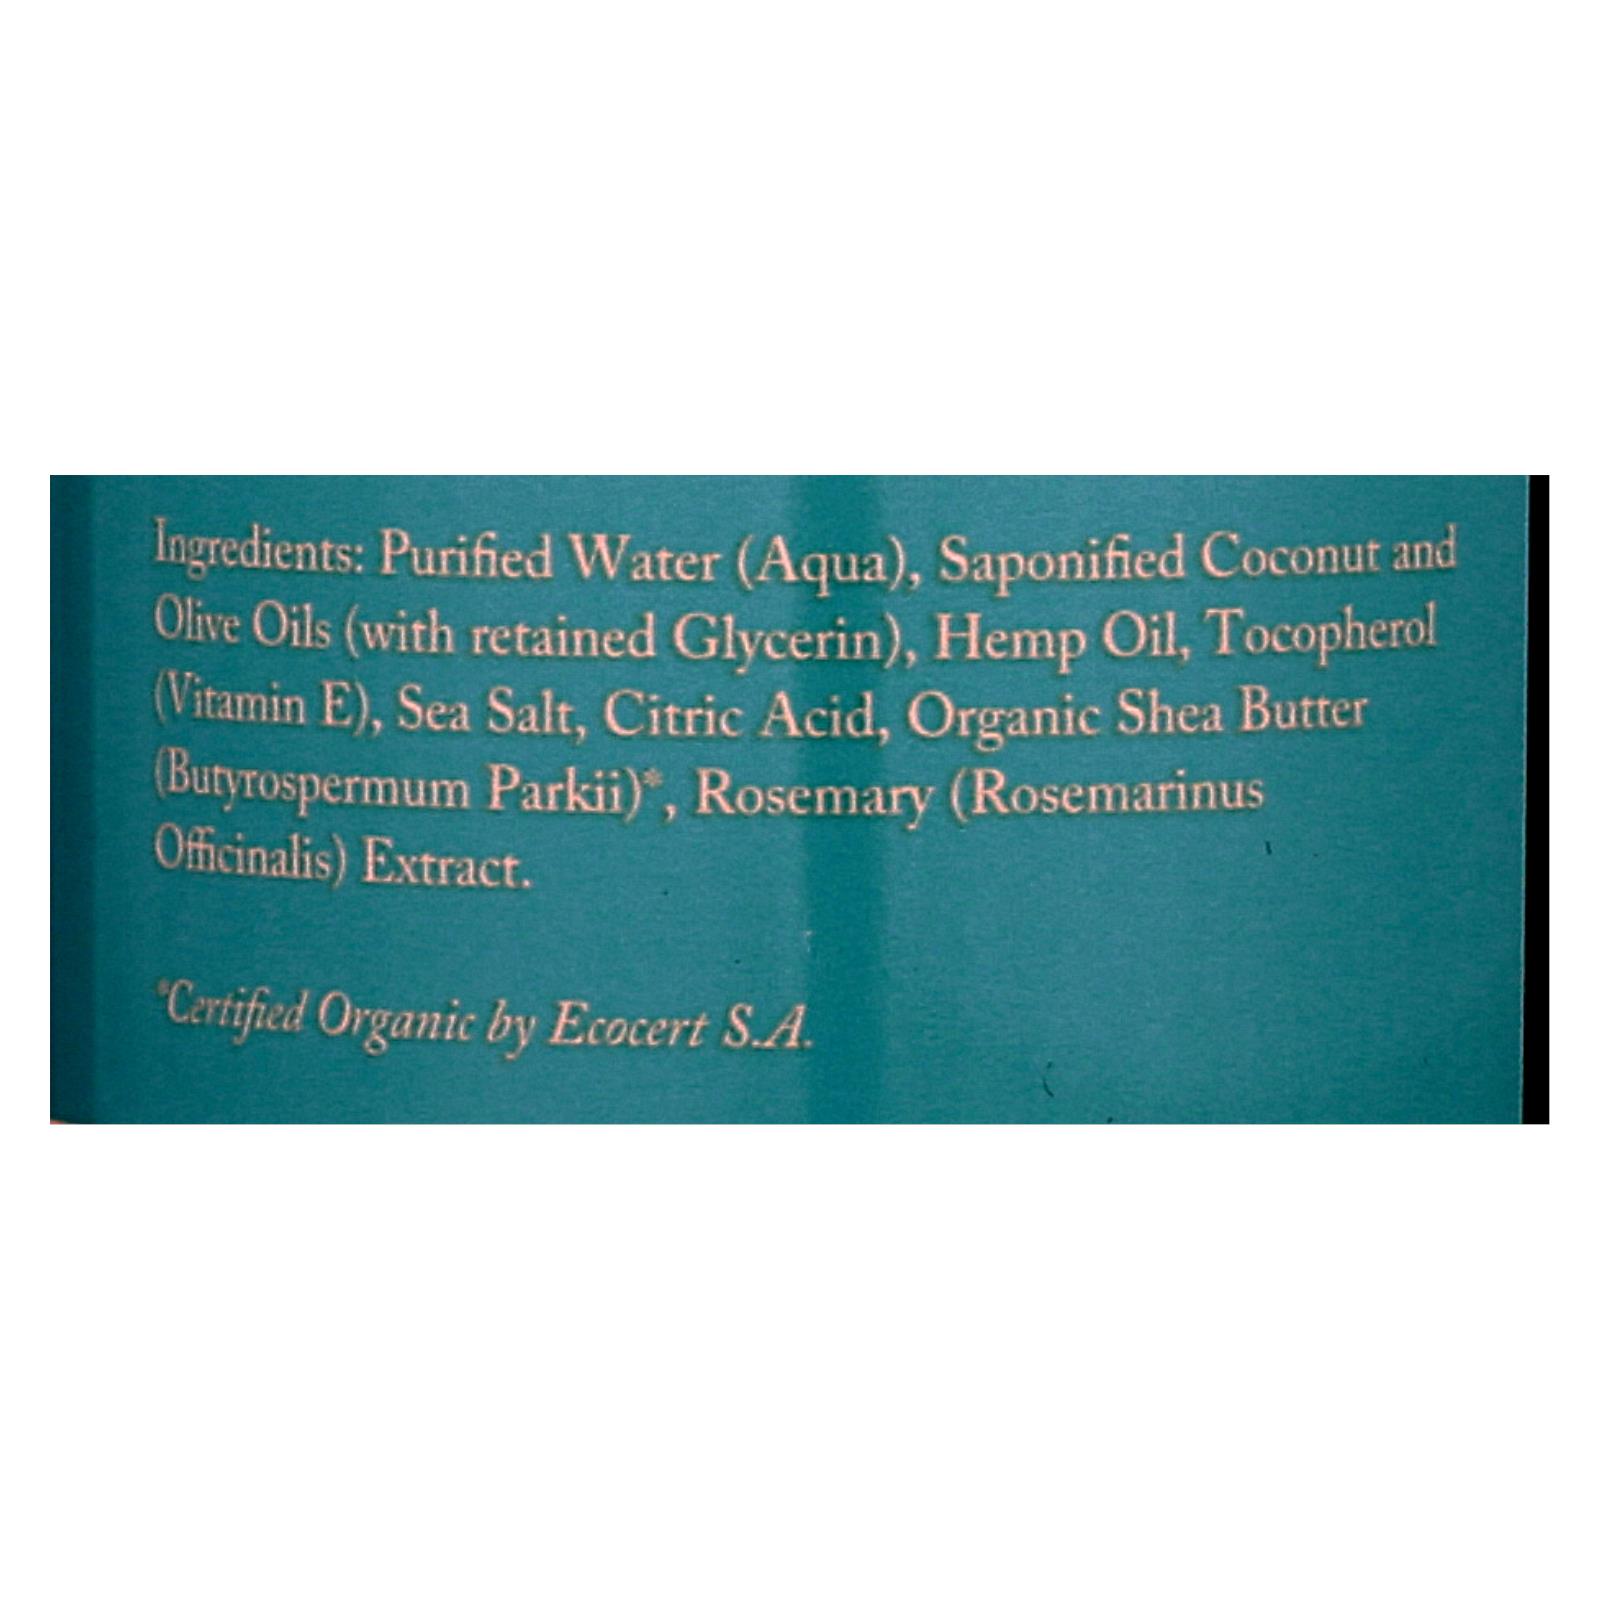 Ingredients: Purified Water (Aqua), Saponified Coconut and
Olive Oils (with retained Glycerin), Hemp Oil, Tocopherol
(Vitamin E), Sea Salt, Citric Acid, Organic Shea Butter
(Butyrospermum Parkii)*, Rosemary (Rosemarinus
Officinalis) Extract.
*Certified Organic by Ecocert S.A.